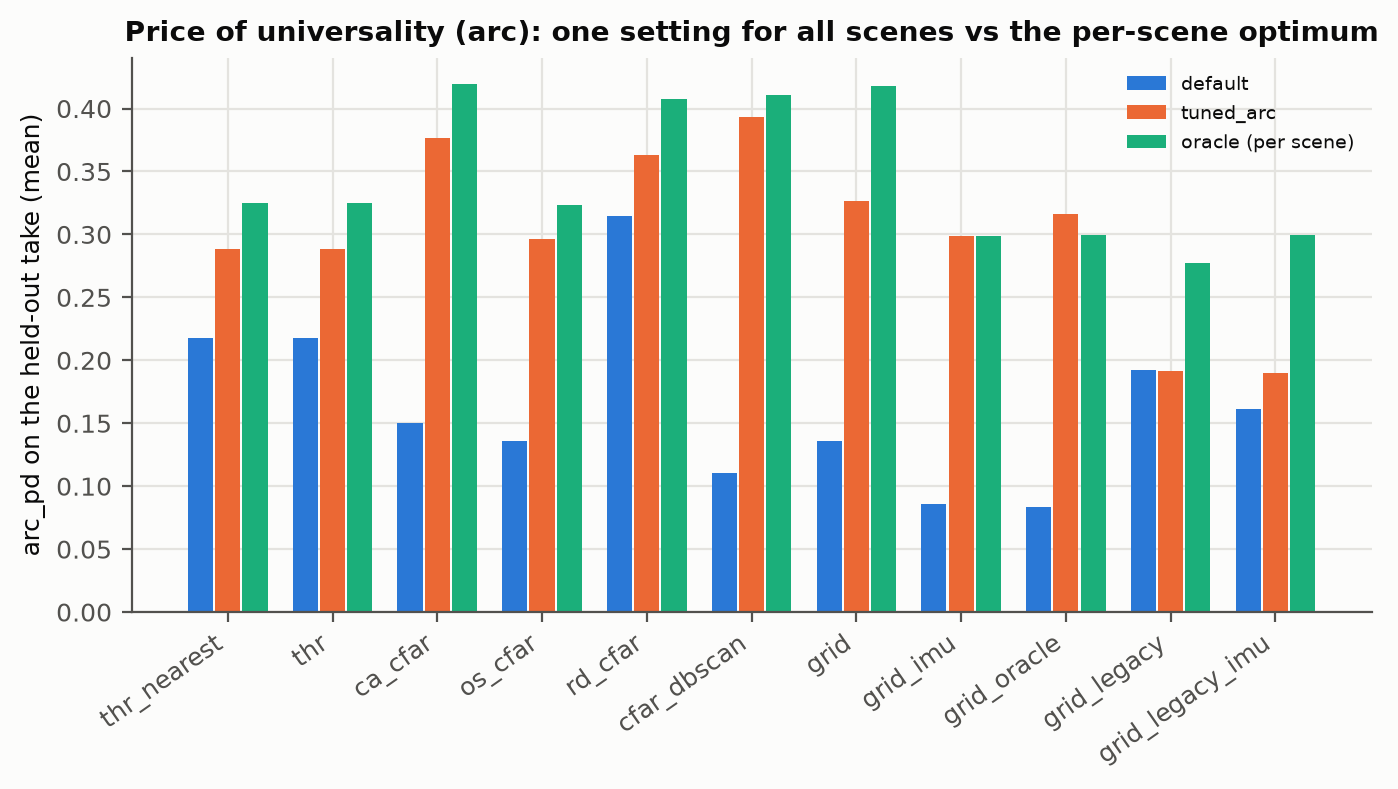 Price of universality (arc): one setting for all scenes vs the per-scene optimum
default
tuned_arc
oracle (per scene)
arc_pd on the held-out take (mean)
0.40
0.35
0.30
0.25
0.20
0.15
0.10
0.05
0.00
thr_nearest
thr
ca_cfar
os_cfar
rd_cfar
cfar_dbscan
grid
grid_imu
grid_oracle
grid_legacy
grid_legacy_imu